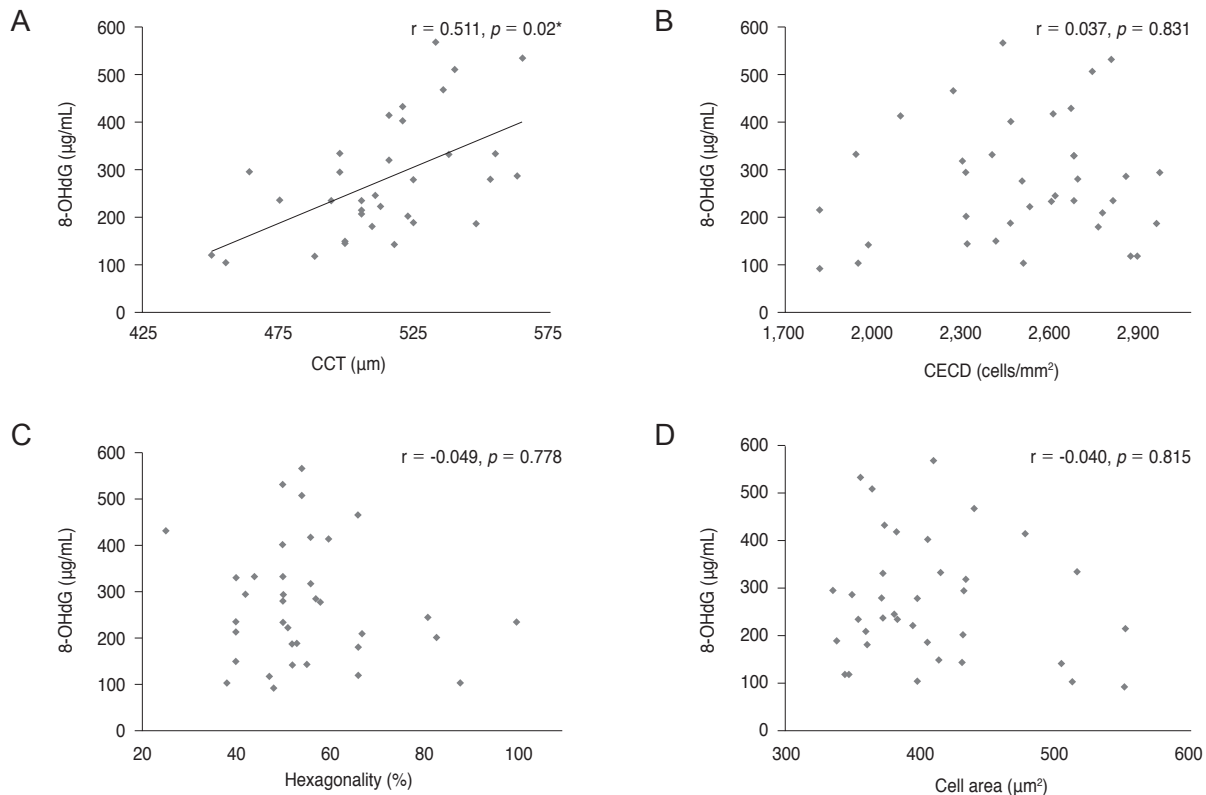 A
r = 0.511, p = 0.02*
8-OHdG (µg/mL)
600
500
400
300
200
100
0
425 475 525 575
CCT (µm)
B
r = 0.037, p = 0.831
8-OHdG (µg/mL)
600
500
400
300
200
100
0
1,700 2,000 2,300 2,600 2,900
CECD (cells/mm²)
C
r = -0.049, p = 0.778
8-OHdG (µg/mL)
600
500
400
300
200
100
0
20 40 60 80 100
Hexagonality (%)
D
r = -0.040, p = 0.815
8-OHdG (µg/mL)
600
500
400
300
200
100
0
300 400 500 600
Cell area (µm²)